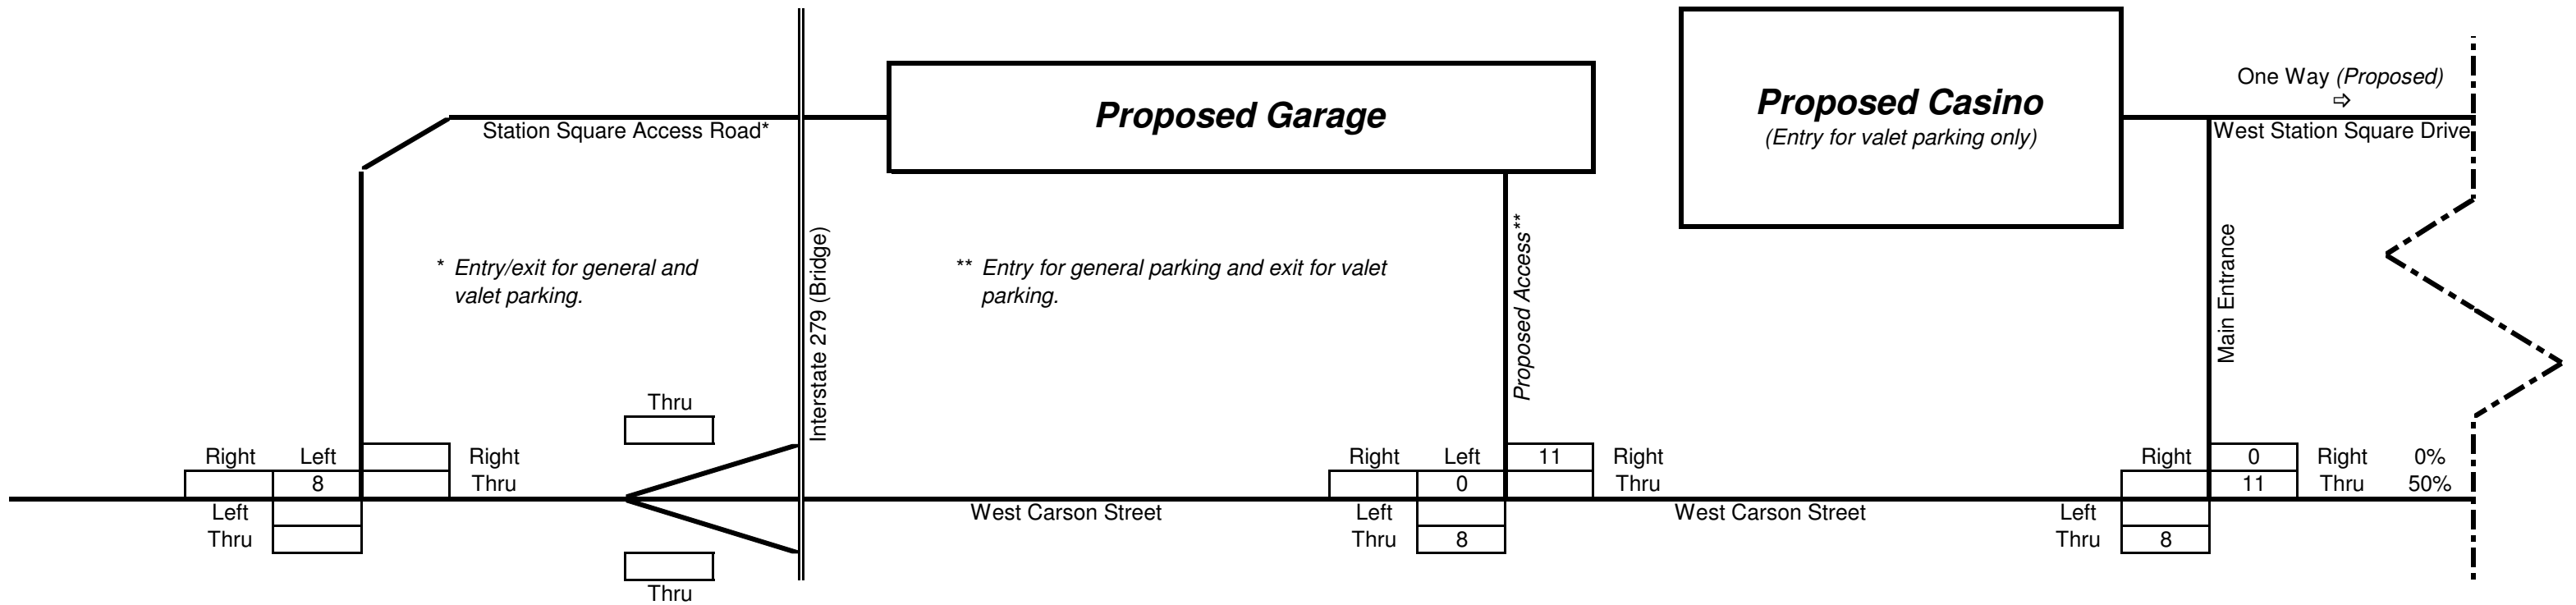 One Way (Proposed)
⇨
Proposed Garage
Proposed Casino
(Entry for valet parking only)
Station Square Access Road*
West Station Square Drive
* Entry/exit for general and
valet parking.
** Entry for general parking and exit for valet
parking.
Interstate 279 (Bridge)
Proposed Access**
Main Entrance
Thru
Right Left Right
8 Thru
Left
Thru
Thru
West Carson Street
Right Left 11 Right
0 Thru
Left
Thru 8
West Carson Street
Right 0 Right 0%
11 Thru 50%
Left
Thru 8